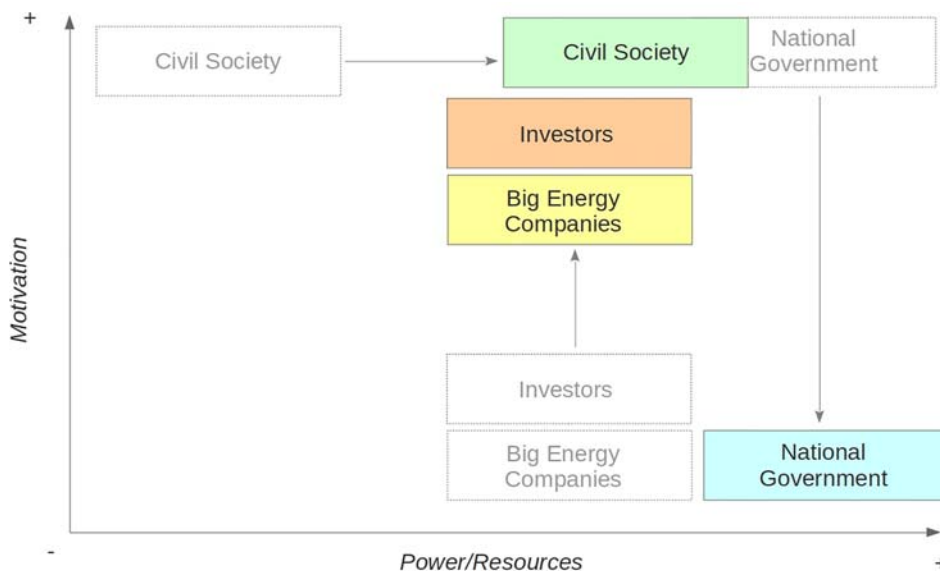 +
Civil Society
Civil Society
National
Government
Investors
Big Energy
Companies
Motivation
Investors
Big Energy
Companies
National
Government
-
Power/Resources
+